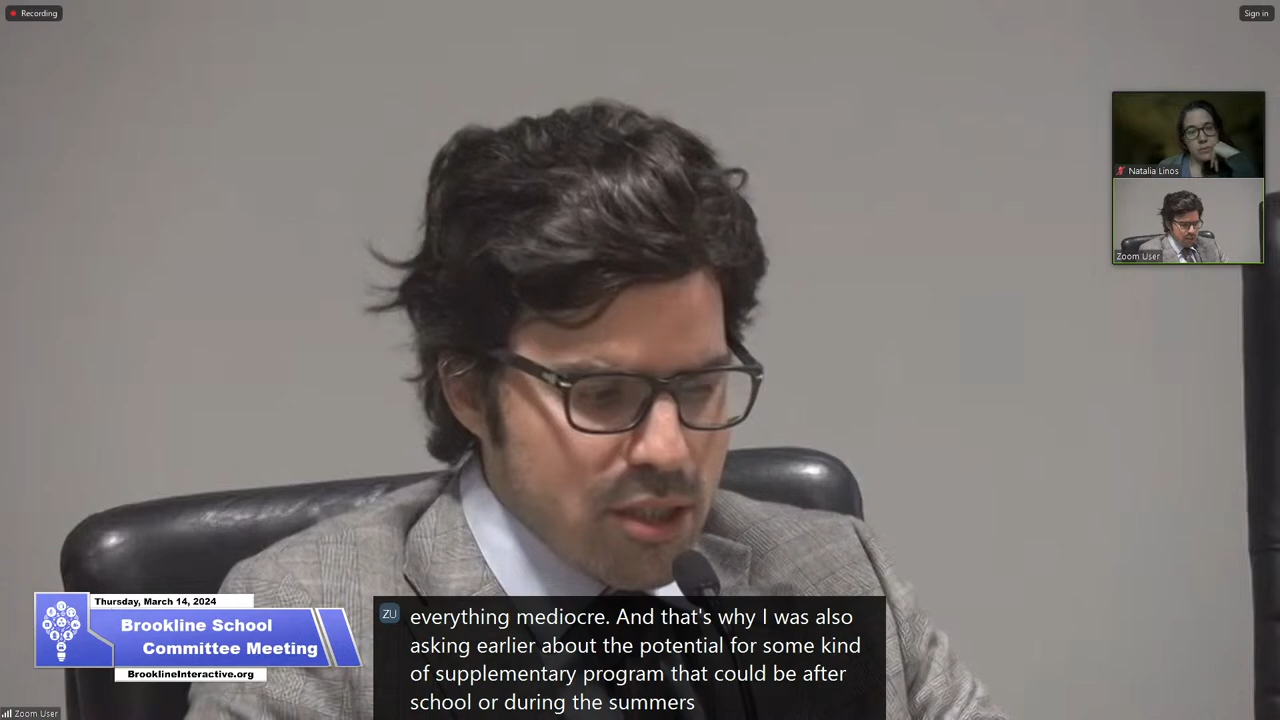 Recording
Sign in
Natalia Linos
Zoom User
Thursday, March 14, 2024
Brookline School
Committee Meeting
BrooklineInteractive.org
ZU
everything mediocre. And that's why I was also
asking earlier about the potential for some kind
of supplementary program that could be after
school or during the summers
Zoom User